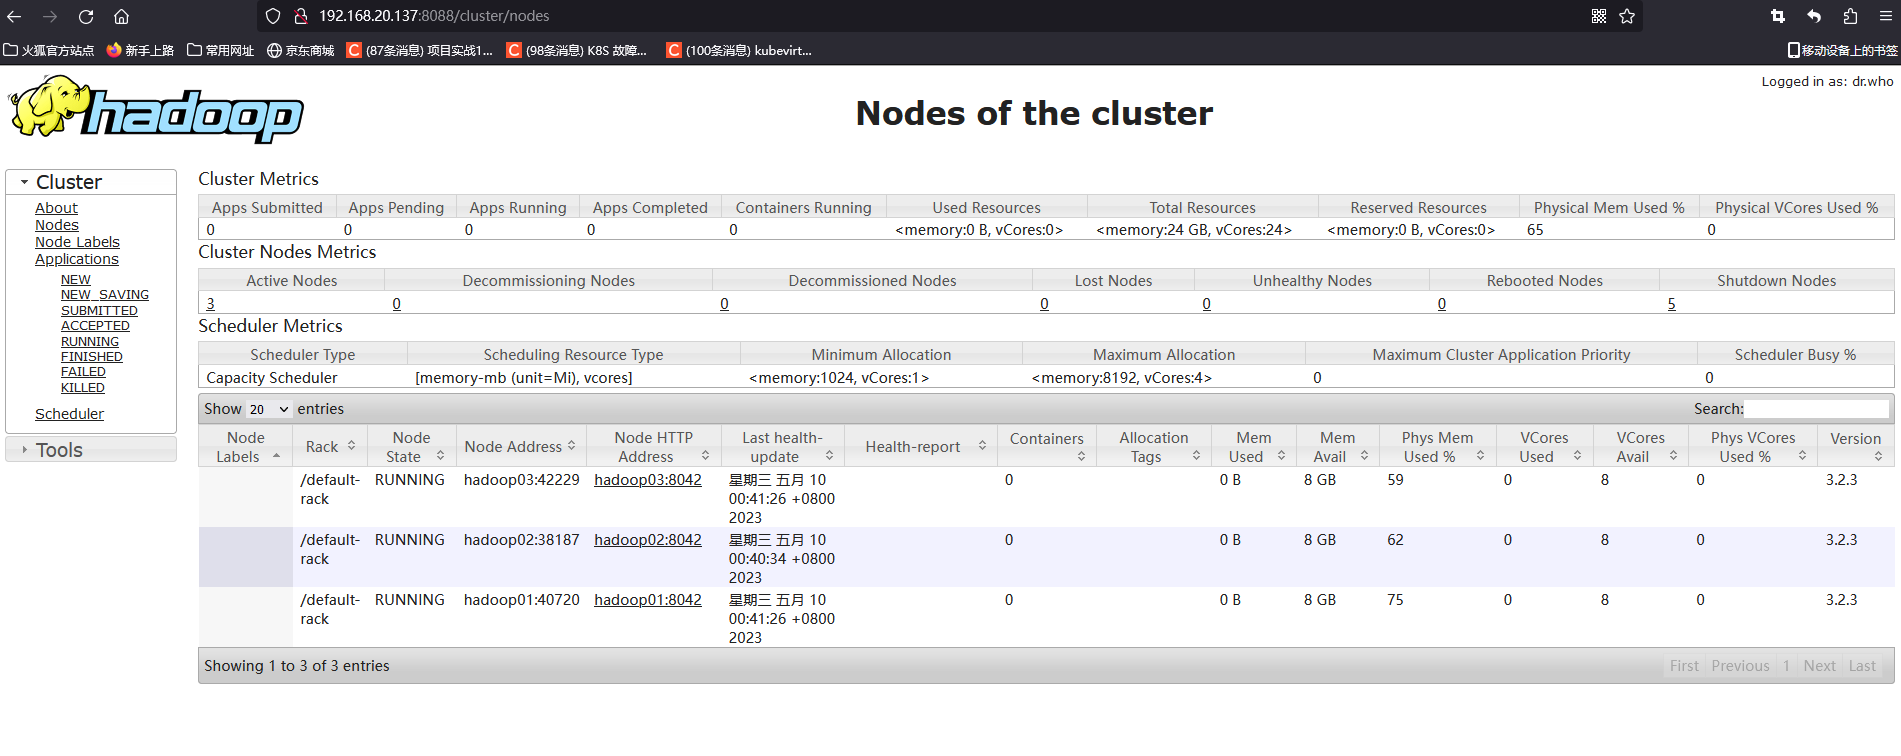 192.168.20.137:8088/cluster/nodes
火狐官方站点 新手上路 常用网址 京东商城 (87条消息) 项目实战1... (98条消息) K8S 故障... (100条消息) kubevirt... 移动设备上的书签
Logged in as: dr.who
hadoop
Nodes of the cluster
Cluster
About
Nodes
Node Labels
Applications
NEW
NEW_SAVING
SUBMITTED
ACCEPTED
RUNNING
FINISHED
FAILED
KILLED
Scheduler
Tools
Cluster Metrics
Apps Submitted Apps Pending Apps Running Apps Completed Containers Running Used Resources Total Resources Reserved Resources Physical Mem Used % Physical VCores Used %
0 0 0 0 0 <memory:0 B, vCores:0> <memory:24 GB, vCores:24> <memory:0 B, vCores:0> 65 0
Cluster Nodes Metrics
Active Nodes Decommissioning Nodes Decommissioned Nodes Lost Nodes Unhealthy Nodes Rebooted Nodes Shutdown Nodes
3 0 0 0 0 0 5
Scheduler Metrics
Scheduler Type Scheduling Resource Type Minimum Allocation Maximum Allocation Maximum Cluster Application Priority Scheduler Busy %
Capacity Scheduler [memory-mb (unit=Mi), vcores] <memory:1024, vCores:1> <memory:8192, vCores:4> 0 0
Show 20 entries Search:
Node Labels Rack Node State Node Address Node HTTP Address Last health-update Health-report Containers Allocation Tags Mem Used Mem Avail Phys Mem Used % VCores Used VCores Avail Phys VCores Used % Version
/default-rack RUNNING hadoop03:42229 hadoop03:8042 星期三 五月 10 00:41:26 +0800 2023 0 0 B 8 GB 59 0 8 0 3.2.3
/default-rack RUNNING hadoop02:38187 hadoop02:8042 星期三 五月 10 00:40:34 +0800 2023 0 0 B 8 GB 62 0 8 0 3.2.3
/default-rack RUNNING hadoop01:40720 hadoop01:8042 星期三 五月 10 00:41:26 +0800 2023 0 0 B 8 GB 75 0 8 0 3.2.3
Showing 1 to 3 of 3 entries First Previous 1 Next Last